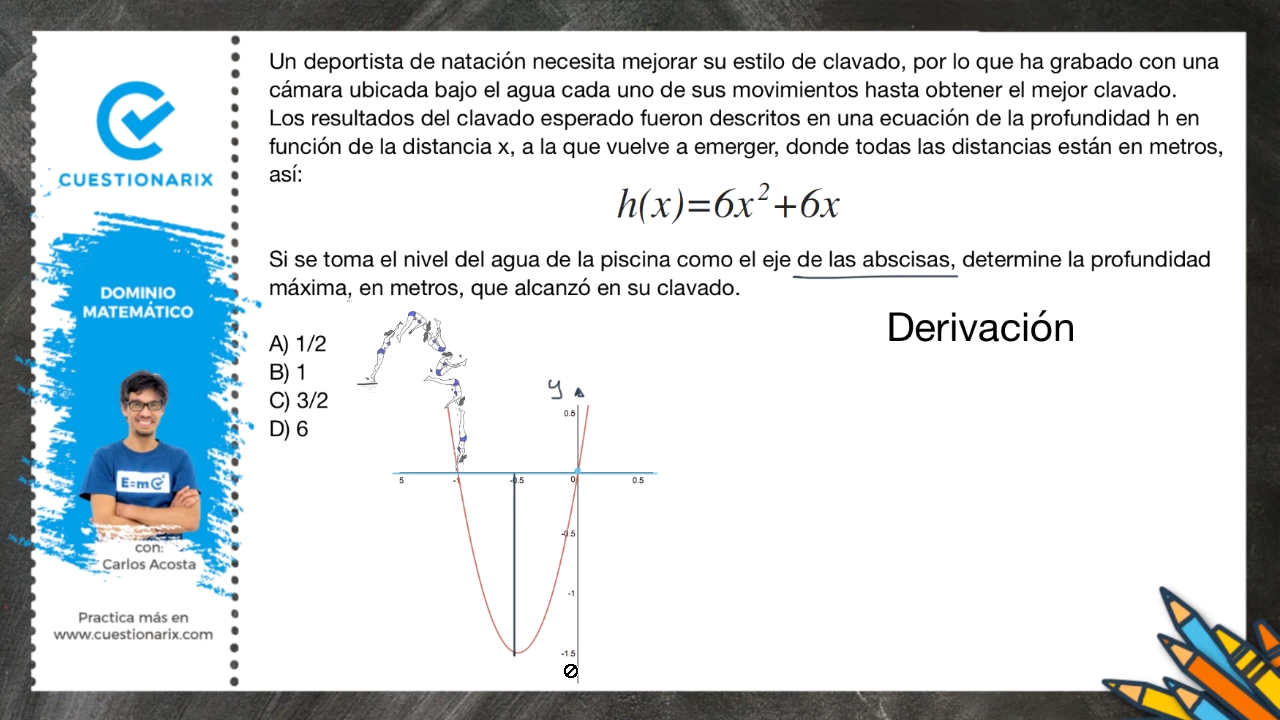 Un deportista de natación necesita mejorar su estilo de clavado, por lo que ha grabado con una
cámara ubicada bajo el agua cada uno de sus movimientos hasta obtener el mejor clavado.
Los resultados del clavado esperado fueron descritos en una ecuación de la profundidad h en
función de la distancia x, a la que vuelve a emerger, donde todas las distancias están en metros,
así:
h(x)=6x²+6x
Si se toma el nivel del agua de la piscina como el eje de las abscisas, determine la profundidad
máxima, en metros, que alcanzó en su clavado.
Derivación
A) 1/2
B) 1
C) 3/2
D) 6
y
0.5
5 -1 -0.5 0 0.5
-0.5
-1
-1.5
CUESTIONARIX
DOMINIO
MATEMÁTICO
E=mC
con:
Carlos Acosta
Practica más en
www.cuestionarix.com